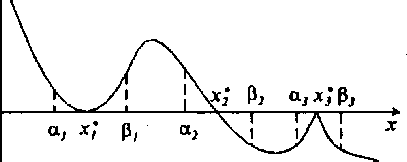 x₂* β₂ α₃ x₃* β₃
α₁ x₁* β₁ α₂ x